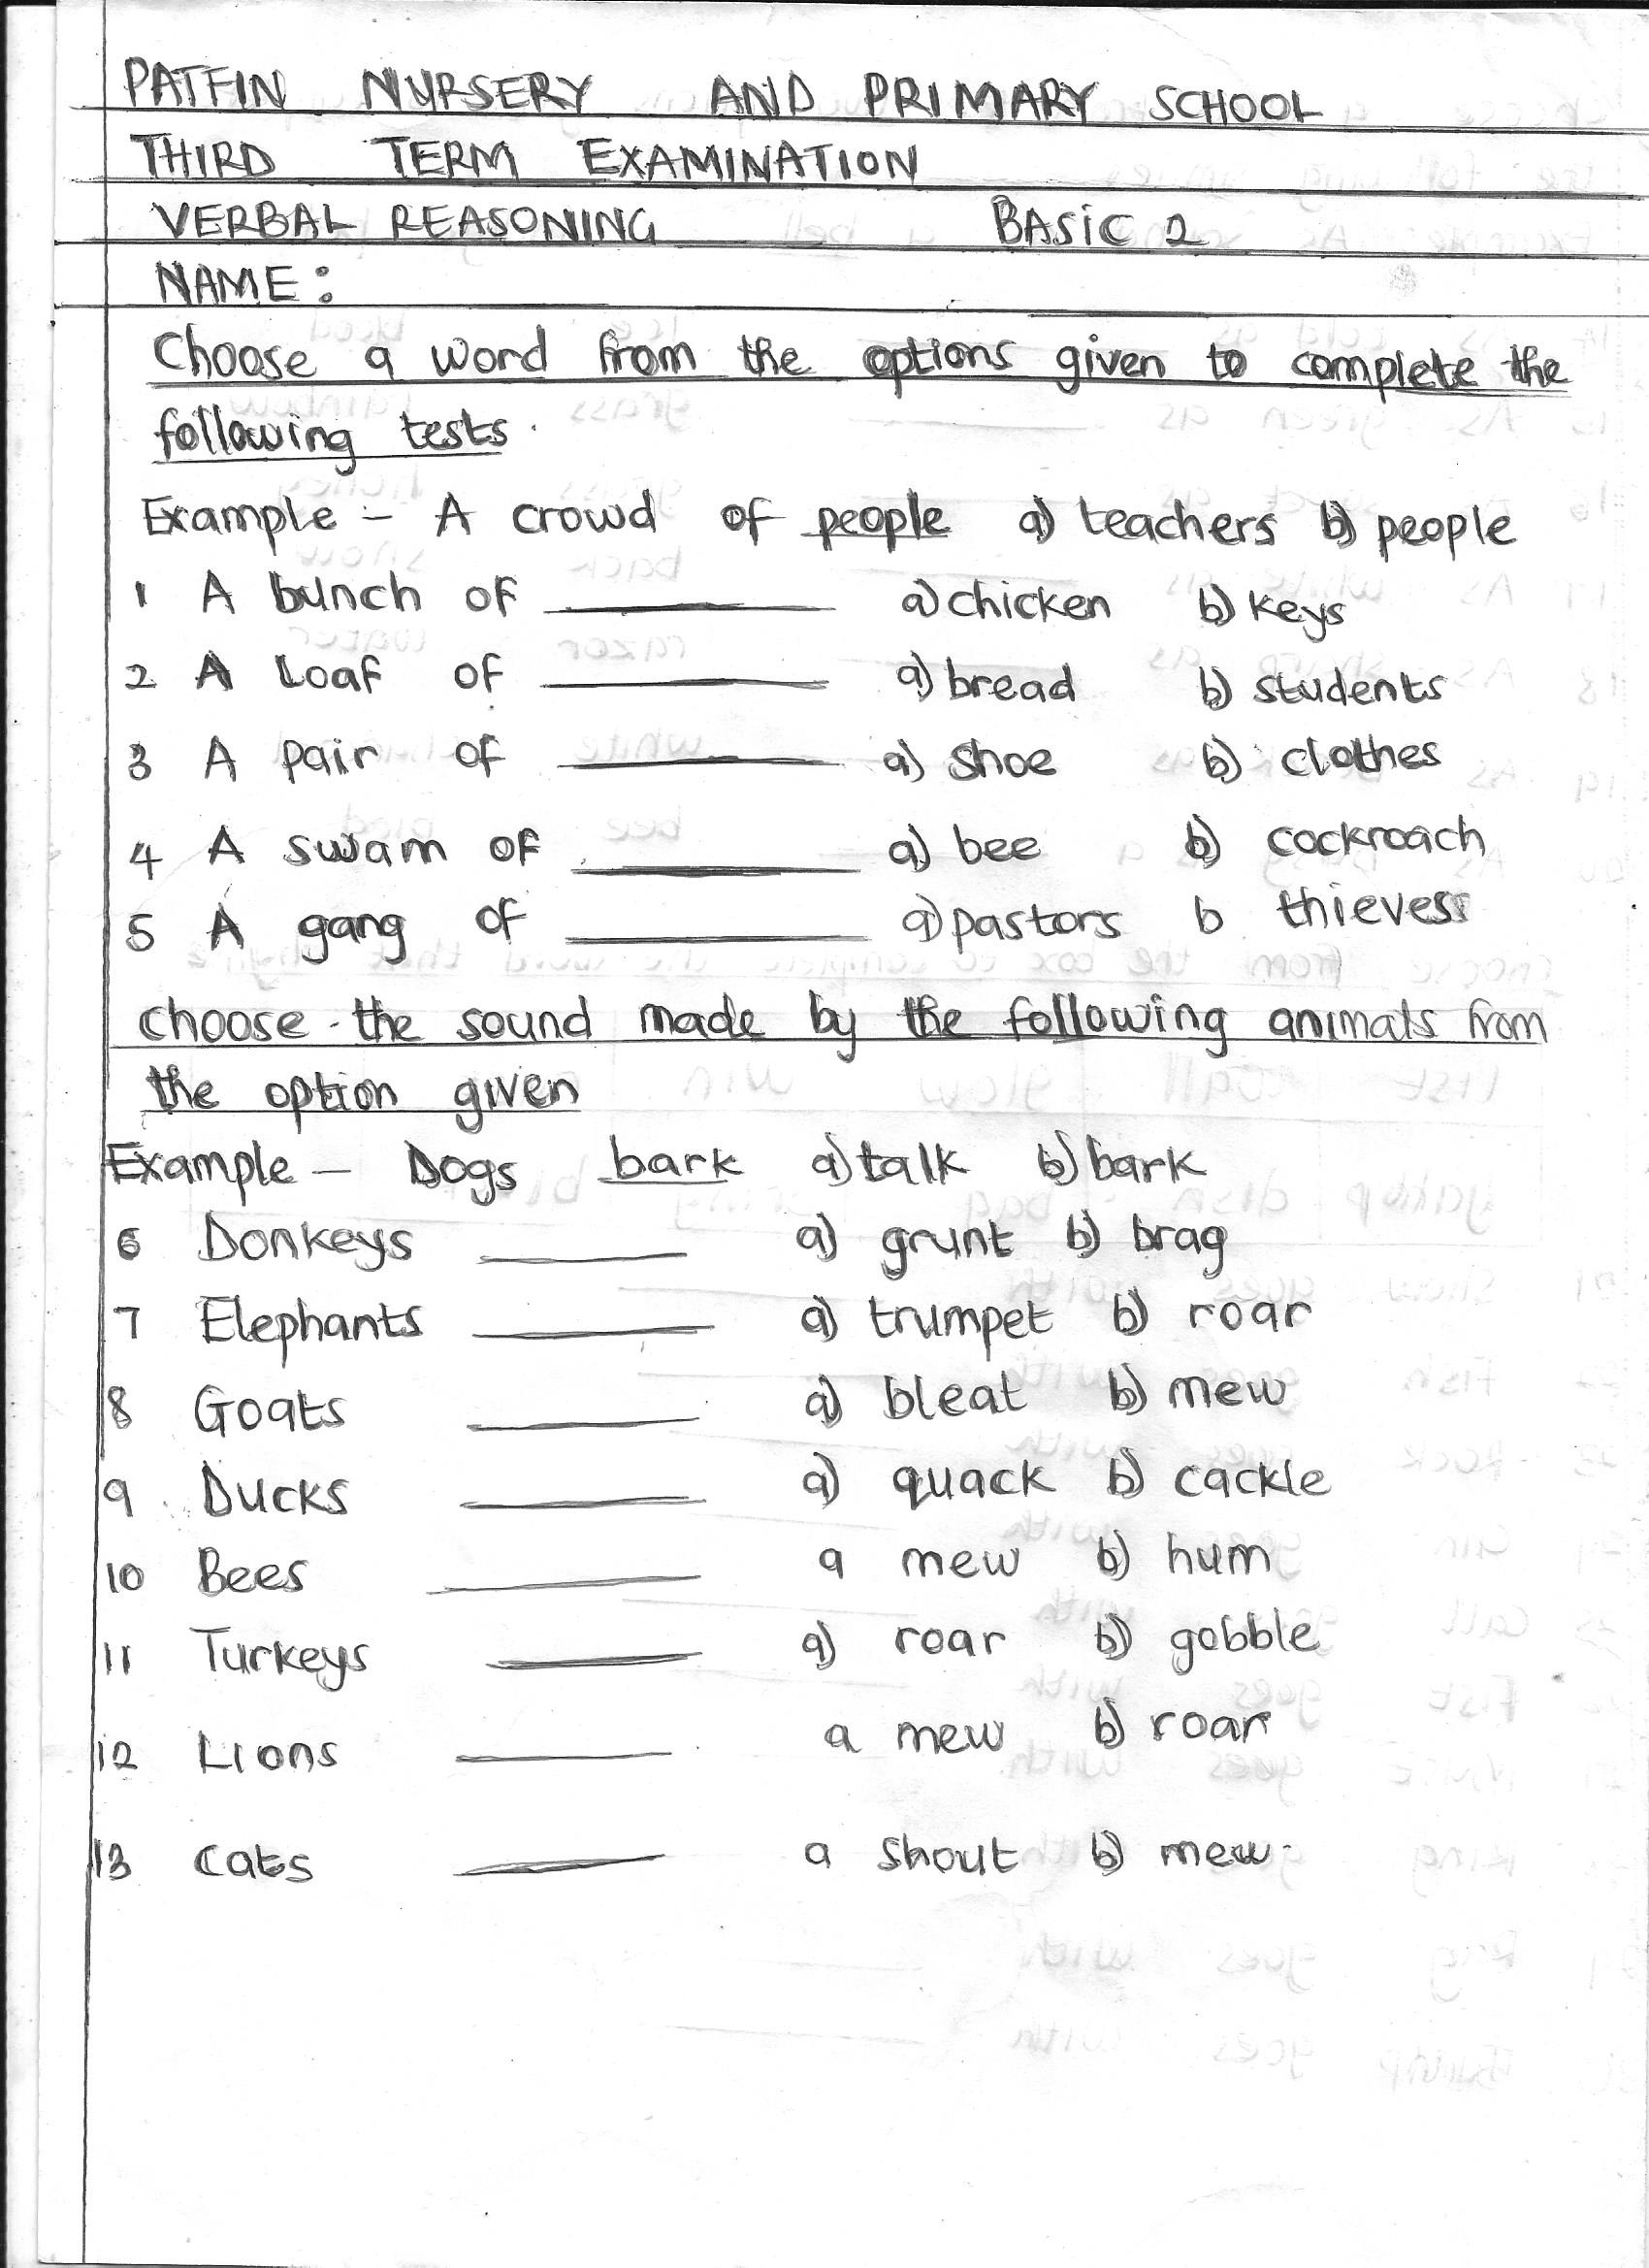 PATFIN NURSERY AND PRIMARY SCHOOL
THIRD TERM EXAMINATION
VERBAL REASONING BASIC 2
NAME:
Choose a word from the options given to complete the
following tests.
Example - A crowd of people a) teachers b) people
1 A bunch of ________ a) chicken b) keys
2 A Loaf of ________ a) bread b) students
3 A pair of ________ a) shoe b) clothes
4 A swam of ________ a) bee b) cockroach
5 A gang of ________ a) pastors b thieves
choose the sound made by the following animals from
the option given
Example - Dogs bark a) talk b) bark
6 Donkeys ________ a) grunt b) brag
7 Elephants ________ a) trumpet b) roar
8 Goats ________ a) bleat b) mew
9 Ducks ________ a) quack b) cackle
10 Bees ________ a mew b) hum
11 Turkeys ________ a) roar b) gobble
12 Lions ________ a mew b) roar
13 cats ________ a shout b) mew